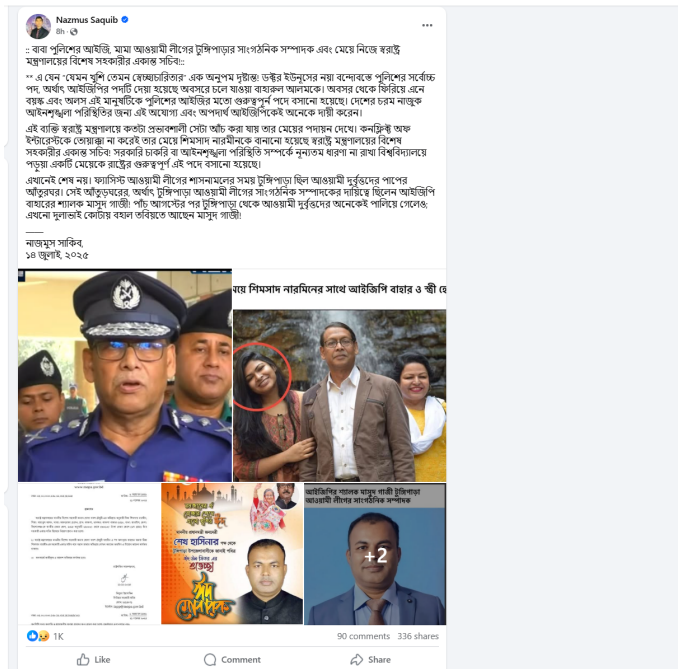 Nazmus Saquib
8h ·
:: বাবা পুলিশের আইজি, মামা আওয়ামী লীগের টুঙ্গিপাড়ার সাংগঠনিক সম্পাদক এবং মেয়ে নিজে স্বরাষ্ট্র
মন্ত্রণালয়ের বিশেষ সহকারীর একান্ত সচিব!::
** এ যেন "যেমন খুশি তেমন স্বেচ্ছাচারিতার" এক অনুপম দৃষ্টান্ত! ডক্টর ইউনূসের নয়া বন্দোবস্তে পুলিশের সর্বোচ্চ
পদ, অর্থাৎ আইজিপির পদটি দেয়া হয়েছে অবসরে চলে যাওয়া বাহারুল আলমকে। অবসর থেকে ফিরিয়ে এনে
বয়স্ক এবং অলস এই মানুষটিকে পুলিশের আইজির মতো গুরুত্বপূর্ন পদে বসানো হয়েছে। দেশের চরম নাজুক
আইনশৃঙ্খলা পরিস্থিতির জন্য এই অযোগ্য এবং অপদার্থ আইজিপিকেই অনেকে দায়ী করেন।
এই ব্যক্তি স্বরাষ্ট্র মন্ত্রণালয়ে কতটা প্রভাবশালী সেটা আঁচ করা যায় তার মেয়ের পদায়ন দেখে। কনফ্লিক্ট অফ
ইন্টারেস্টকে তোয়াক্কা না করেই তার মেয়ে শিমসাদ নারমীনকে বানানো হয়েছে স্বরাষ্ট্র মন্ত্রণালয়ের বিশেষ
সহকারীর একান্ত সচিব! সরকারি চাকরি বা আইনশৃঙ্খলা পরিস্থিতি সম্পর্কে নূন্যতম ধারণা না রাখা বিশ্ববিদ্যালয়ে
পড়ুয়া একটি মেয়েকে রাষ্ট্রের গুরুত্বপূর্ণ এই পদে বসানো হয়েছে।
এখানেই শেষ নয়। ফ্যাসিস্ট আওয়ামী লীগের শাসনামলের সময় টুঙ্গিপাড়া ছিল আওয়ামী দুর্বৃত্তদের পাপের
আঁতুরঘর! সেই আঁতুড়ঘরের, অর্থাৎ টুঙ্গিপাড়া আওয়ামী লীগের সাংগঠনিক সম্পাদকের দায়িত্বে ছিলেন আইজিপি
বাহারের শ্যালক মাসুদ গাজী! পাঁচ আগস্টের পর টুঙ্গিপাড়া থেকে আওয়ামী দুর্বৃত্তদের অনেকেই পালিয়ে গেলেও;
এখনো দুলাভাই কোটায় বহাল তবিয়তে আছেন মাসুদ গাজী!
নাজমুস সাকিব,
১৪ জুলাই, ২০২৫
ময়ে শিমসাদ নারমিনের সাথে আইজিপি বাহার ও স্ত্রী হে
শেখ হাসিনার
শুভেচ্ছা
ঈদ
মোবারক
আইজিপির শ্যালক মাসুদ গাজী টুঙ্গিপাড়া
আওয়ামী লীগের সাংগঠনিক সম্পাদক
+2
1K
90 comments 336 shares
Like Comment Share